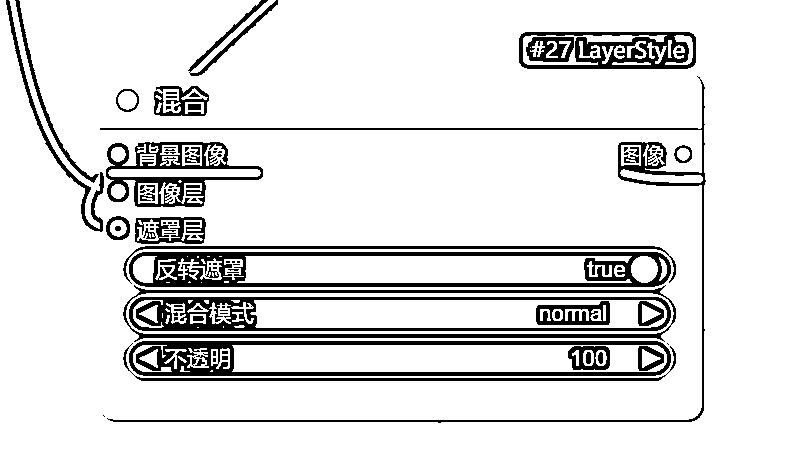 #27 LayerStyle
混合
背景图像 图像
图像层
遮罩层
反转遮罩 true
混合模式 normal
不透明 100